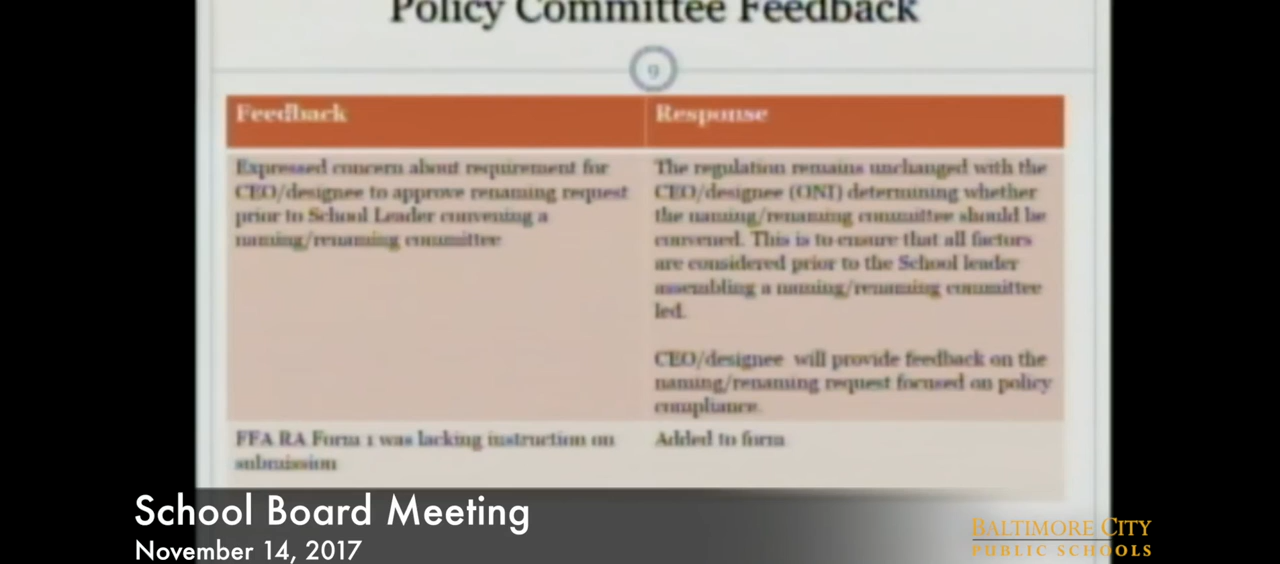 Policy Committee Feedback
9
Feedback
Response
Expressed concern about requirement for
CEO/designee to approve renaming request
prior to School Leader convening a
naming/renaming committee
The regulation remains unchanged with the
CEO/designee (ONI) determining whether
the naming/renaming committee should be
convened. This is to ensure that all factors
are considered prior to the School leader
assembling a naming/renaming committee
led.
CEO/designee will provide feedback on the
naming/renaming request focused on policy
compliance.
FFA RA Form 1 was lacking instruction on
submission
Added to form
School Board Meeting
November 14, 2017
BALTIMORE CITY
PUBLIC SCHOOLS